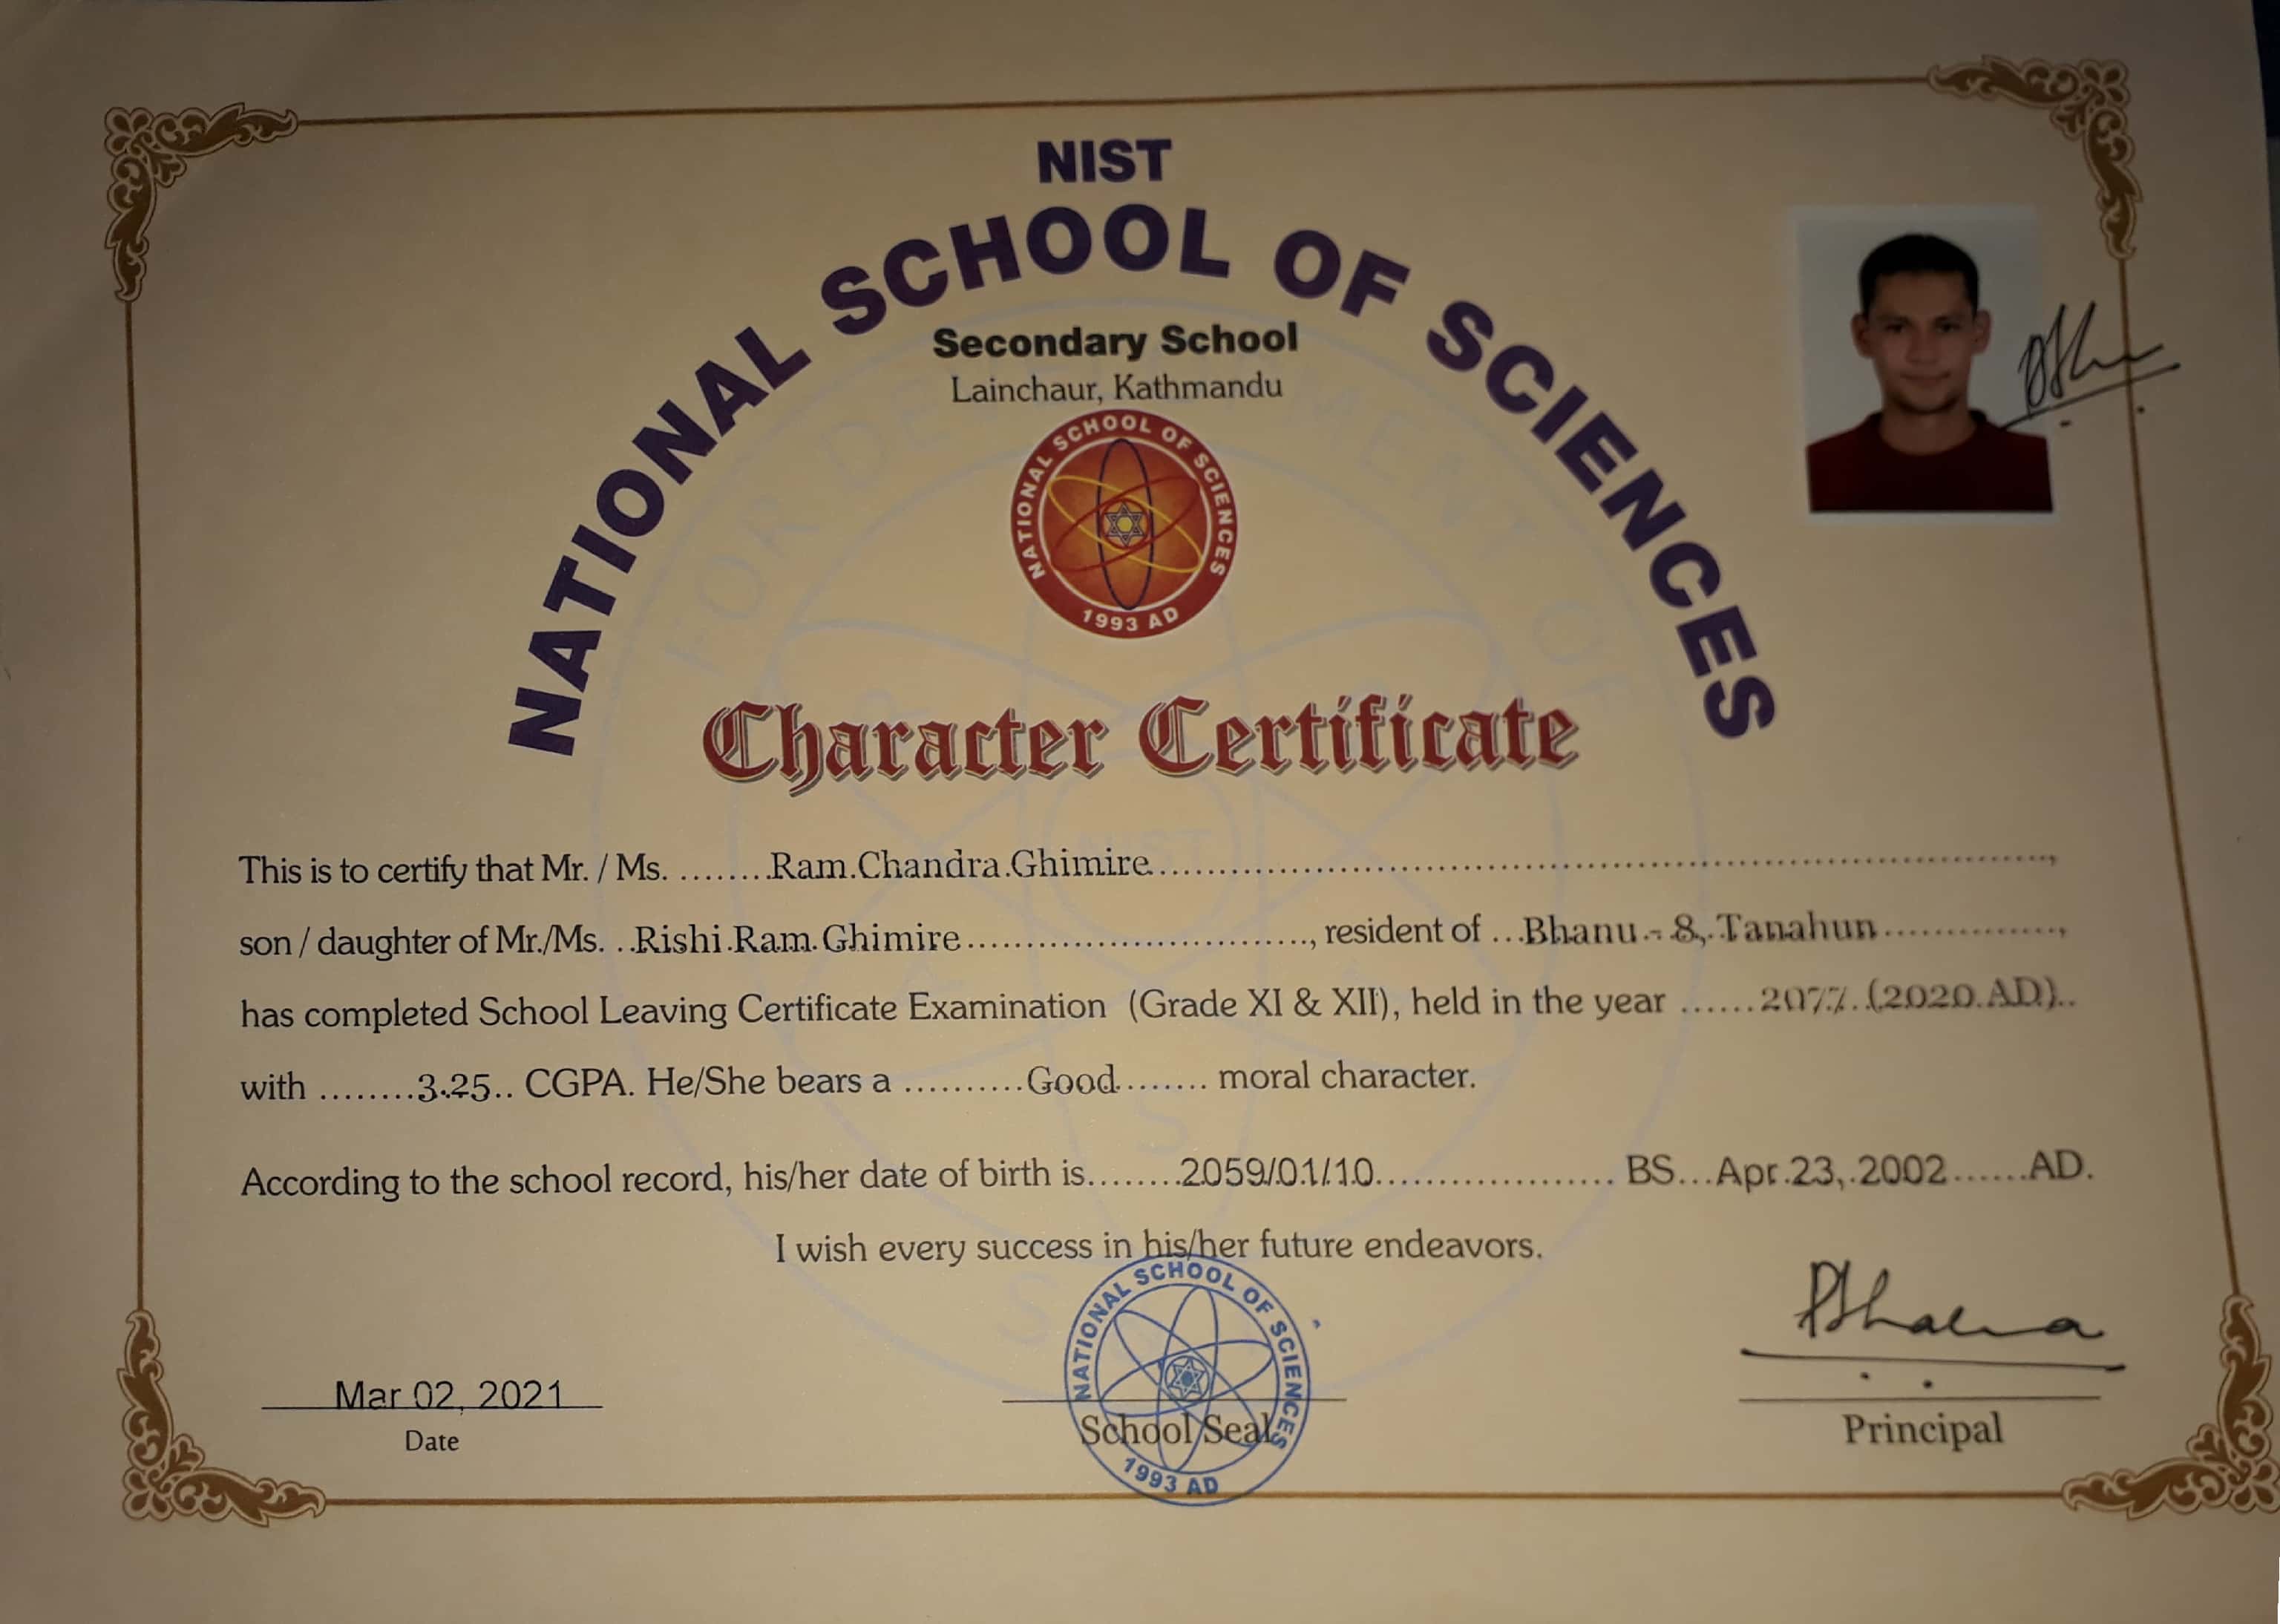 NIST
NATIONAL SCHOOL OF SCIENCES
Secondary School
Lainchaur, Kathmandu
NATIONAL SCHOOL OF SCIENCES
1993 AD
Character Certificate
This is to certify that Mr. / Ms. ........Ram.Chandra.Ghimire..........................................................................................,
son / daughter of Mr./Ms. ..Rishi.Ram.Ghimire.................................., resident of ...Bhanu.-.8,.Tanahun..................,
has completed School Leaving Certificate Examination (Grade XI & XII), held in the year ......2077.(2020.AD)..
with ........3.25.. CGPA. He/She bears a ..........Good........ moral character.
According to the school record, his/her date of birth is........2059/01/10....................... BS...Apr.23,.2002......AD.
I wish every success in his/her future endeavors.
NATIONAL SCHOOL OF SCIENCES
1993 AD
Mar 02, 2021
Date
School Seal
Principal